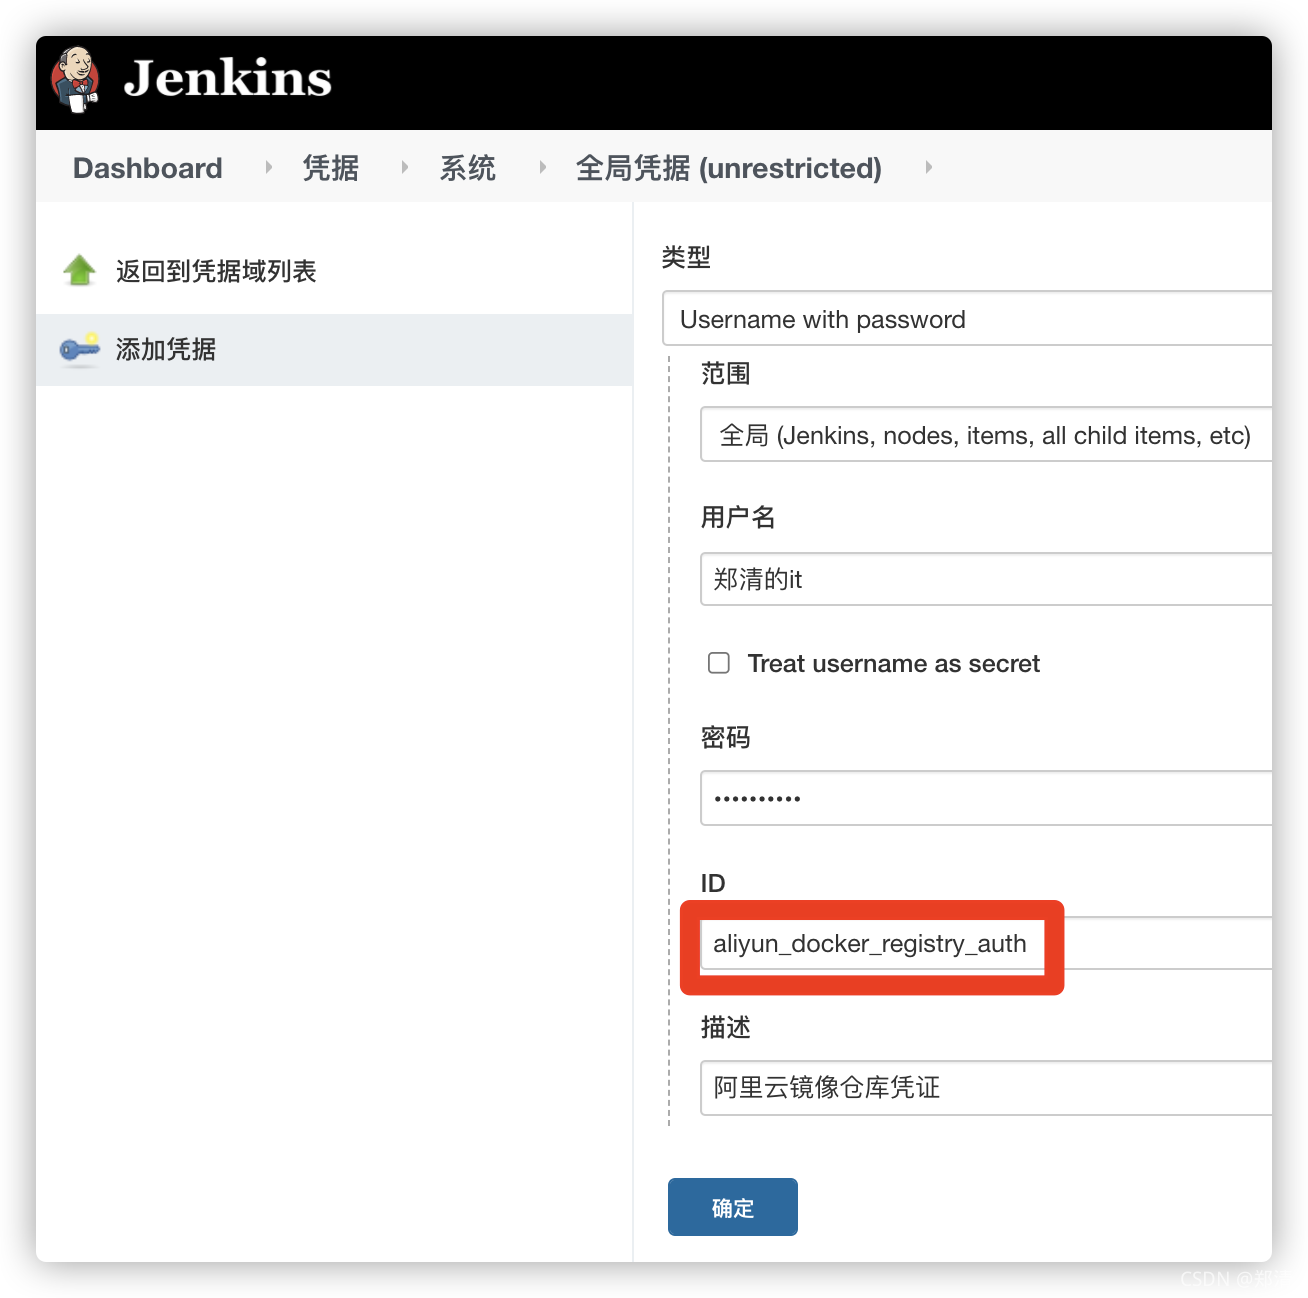 Jenkins
Dashboard 凭据 系统 全局凭据 (unrestricted)
返回到凭据域列表
添加凭据
类型
Username with password
范围
全局 (Jenkins, nodes, items, all child items, etc)
用户名
郑清的it
Treat username as secret
密码
••••••••••
ID
aliyun_docker_registry_auth
描述
阿里云镜像仓库凭证
确定
CSDN @郑